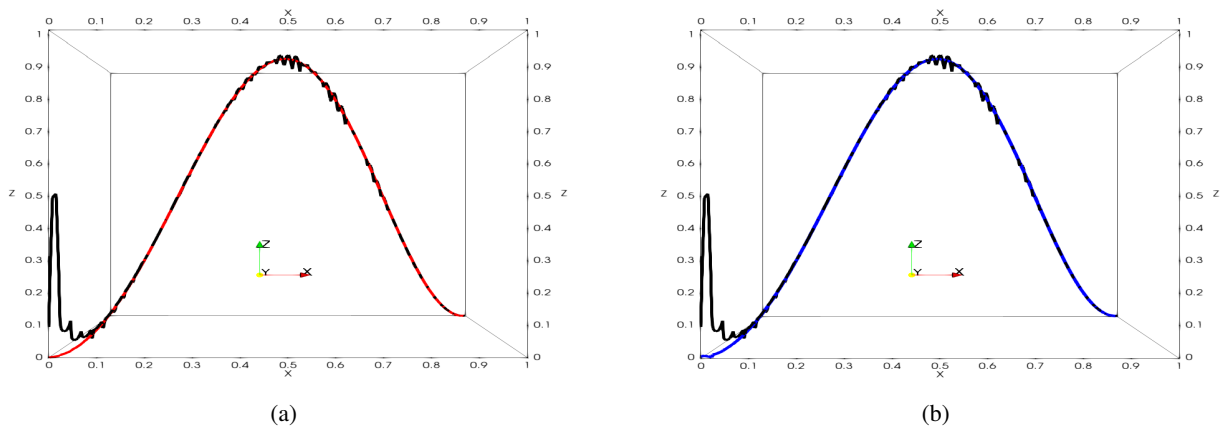 X X
0 0.1 0.2 0.3 0.4 0.5 0.6 0.7 0.8 0.9 1 0 0.1 0.2 0.3 0.4 0.5 0.6 0.7 0.8 0.9 1
1 1 1 1
0.9 0.9 0.9 0.9
0.8 0.8 0.8 0.8
0.7 0.7 0.7 0.7
0.6 0.6 0.6 0.6
Z 0.5 0.5 Z Z 0.5 0.5 Z
0.4 0.4 0.4 0.4
0.3 Z 0.3 0.3 Z 0.3
0.2 Y X 0.2 0.2 Y X 0.2
0.1 0.1 0.1 0.1
0 0 0 0
0 0.1 0.2 0.3 0.4 0.5 0.6 0.7 0.8 0.9 1 0 0.1 0.2 0.3 0.4 0.5 0.6 0.7 0.8 0.9 1
X X
(a) (b)